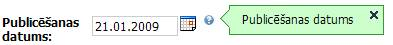 Publicēšanas
datums:
21.01.2009
Publicēšanas datums